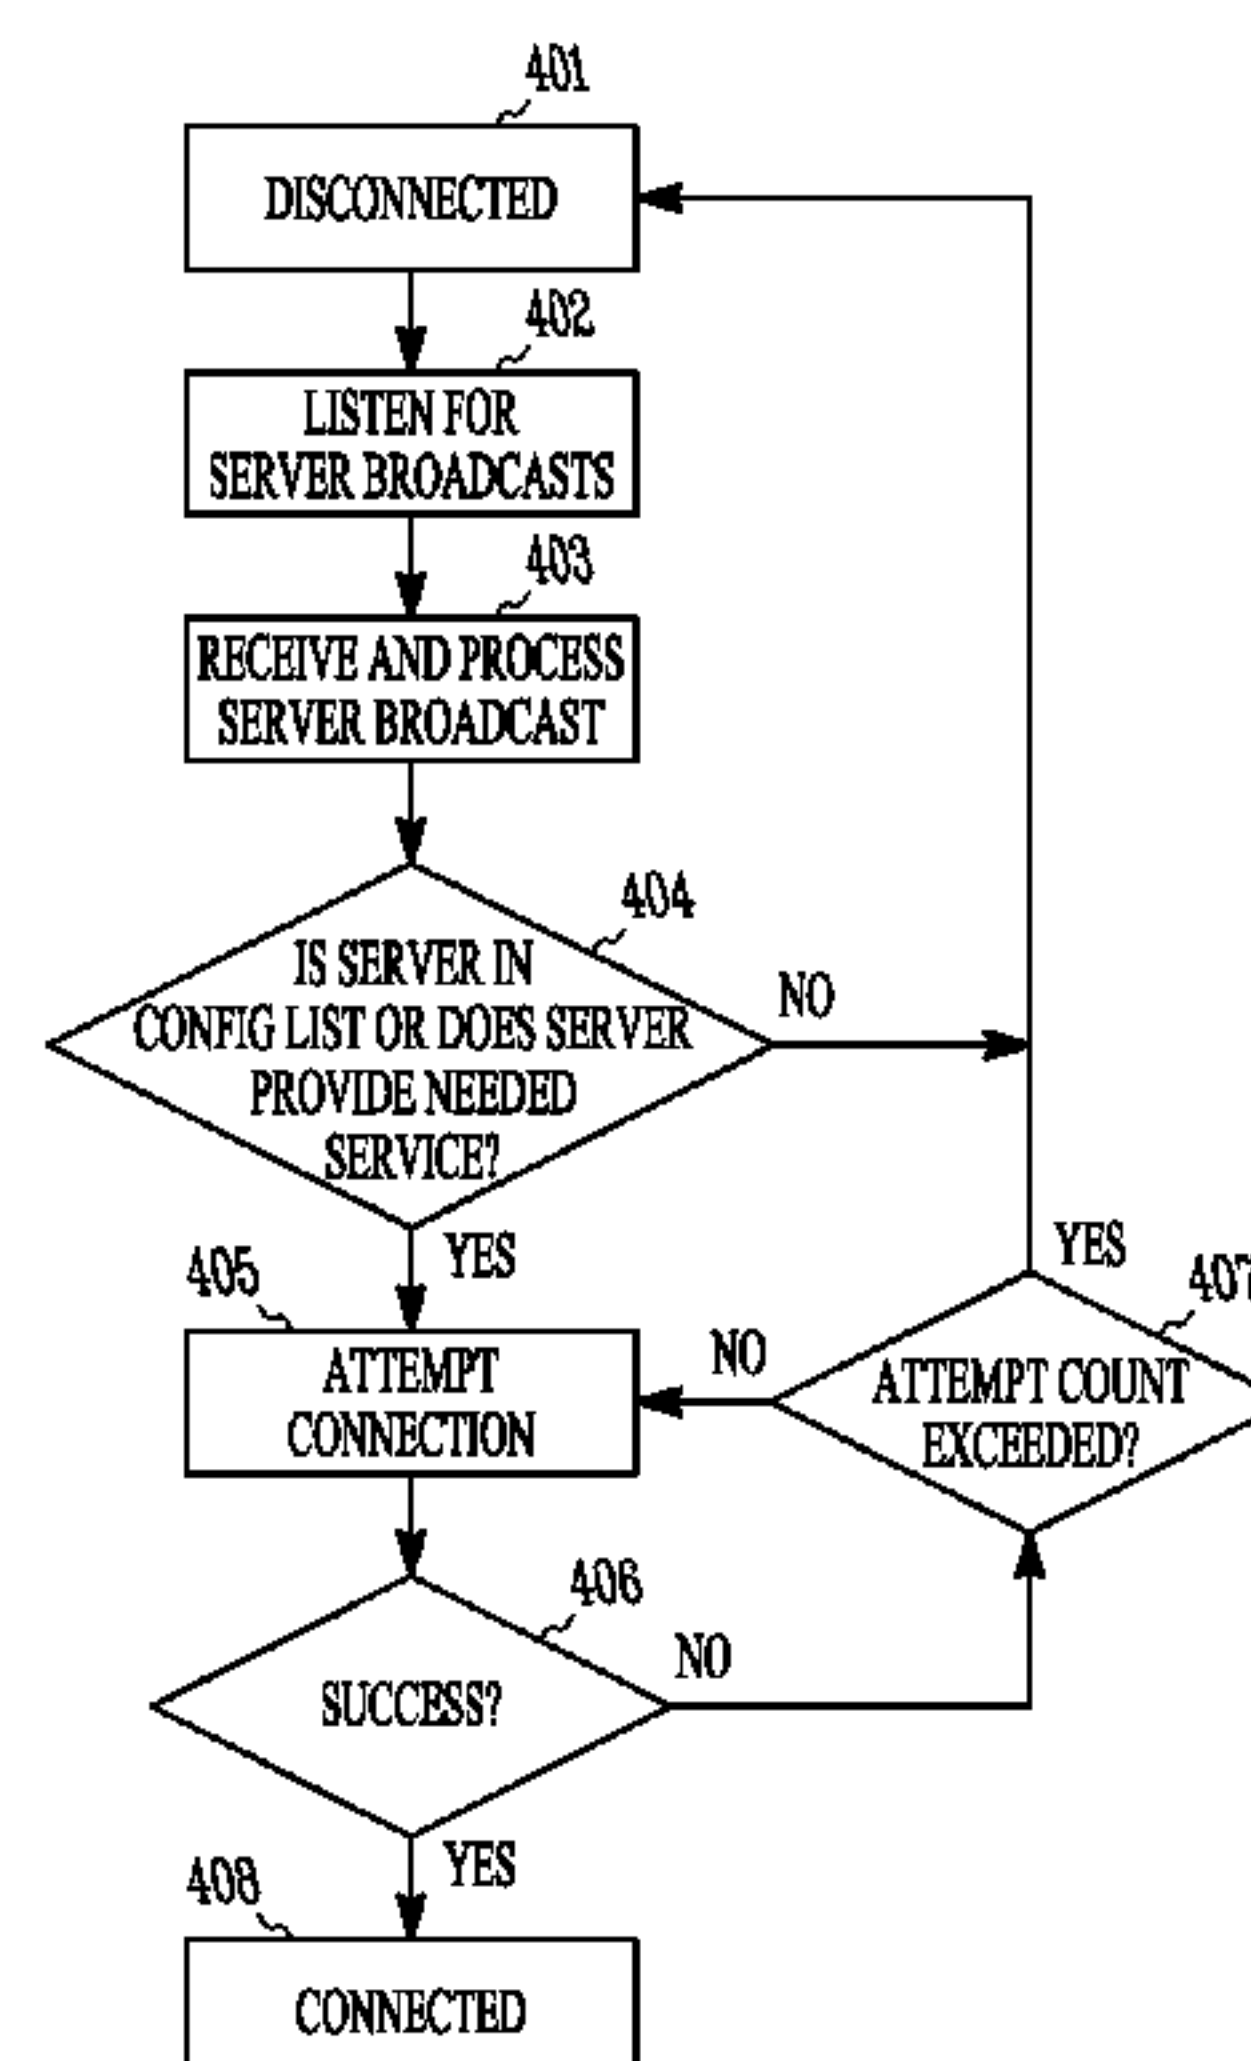 401
DISCONNECTED
402
LISTEN FOR
SERVER BROADCASTS
403
RECEIVE AND PROCESS
SERVER BROADCAST
404
IS SERVER IN
CONFIG LIST OR DOES SERVER
PROVIDE NEEDED
SERVICE?
NO
YES
405
ATTEMPT
CONNECTION
NO
YES
407
ATTEMPT COUNT
EXCEEDED?
406
SUCCESS?
NO
YES
408
CONNECTED